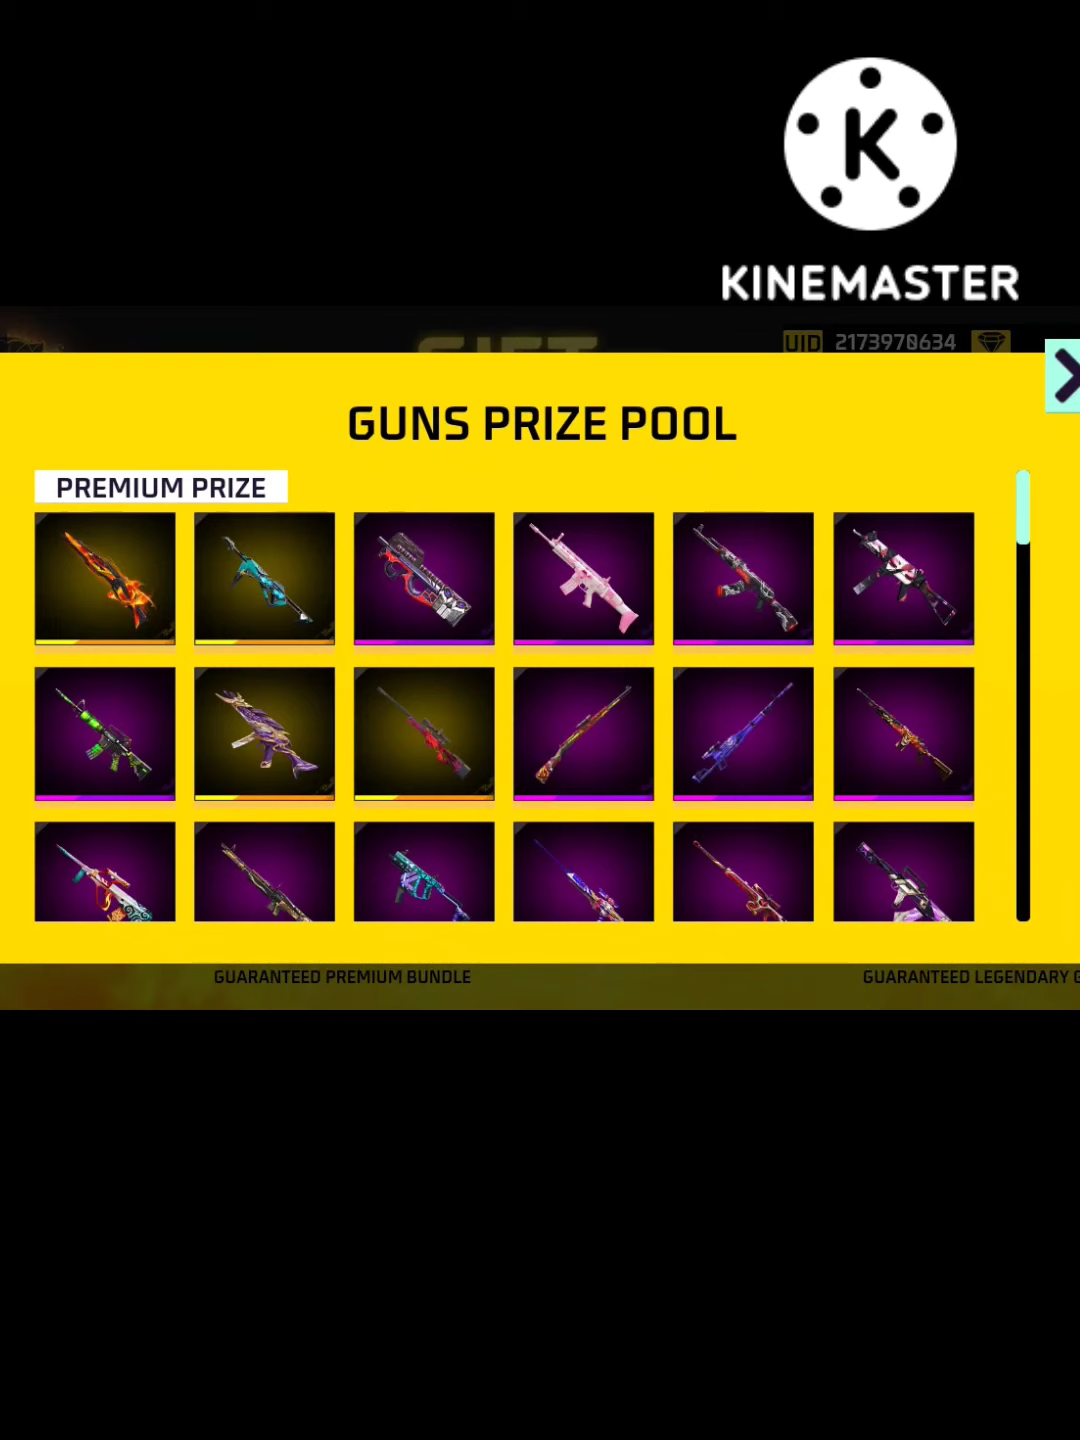 K
KINEMASTER
UID 2173970634
GUNS PRIZE POOL
PREMIUM PRIZE
GUARANTEED PREMIUM BUNDLE
GUARANTEED LEGENDARY